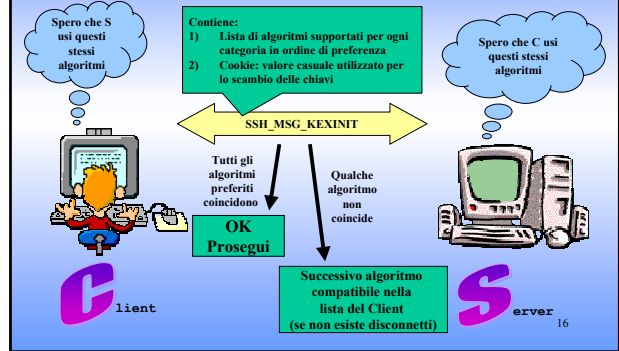 Spero che S
usi questi
stessi
algoritmi
Contiene:
1) Lista di algoritmi supportati per ogni
categoria in ordine di preferenza
2) Cookie: valore casuale utilizzato per
lo scambio delle chiavi
Spero che C usi
questi stessi
algoritmi
SSH_MSG_KEXINIT
Tutti gli
algoritmi
preferiti
coincidono
Qualche
algoritmo
non
coincide
OK
Prosegui
Successivo algoritmo
compatibile nella
lista del Client
(se non esiste disconnetti)
Client
Server
16